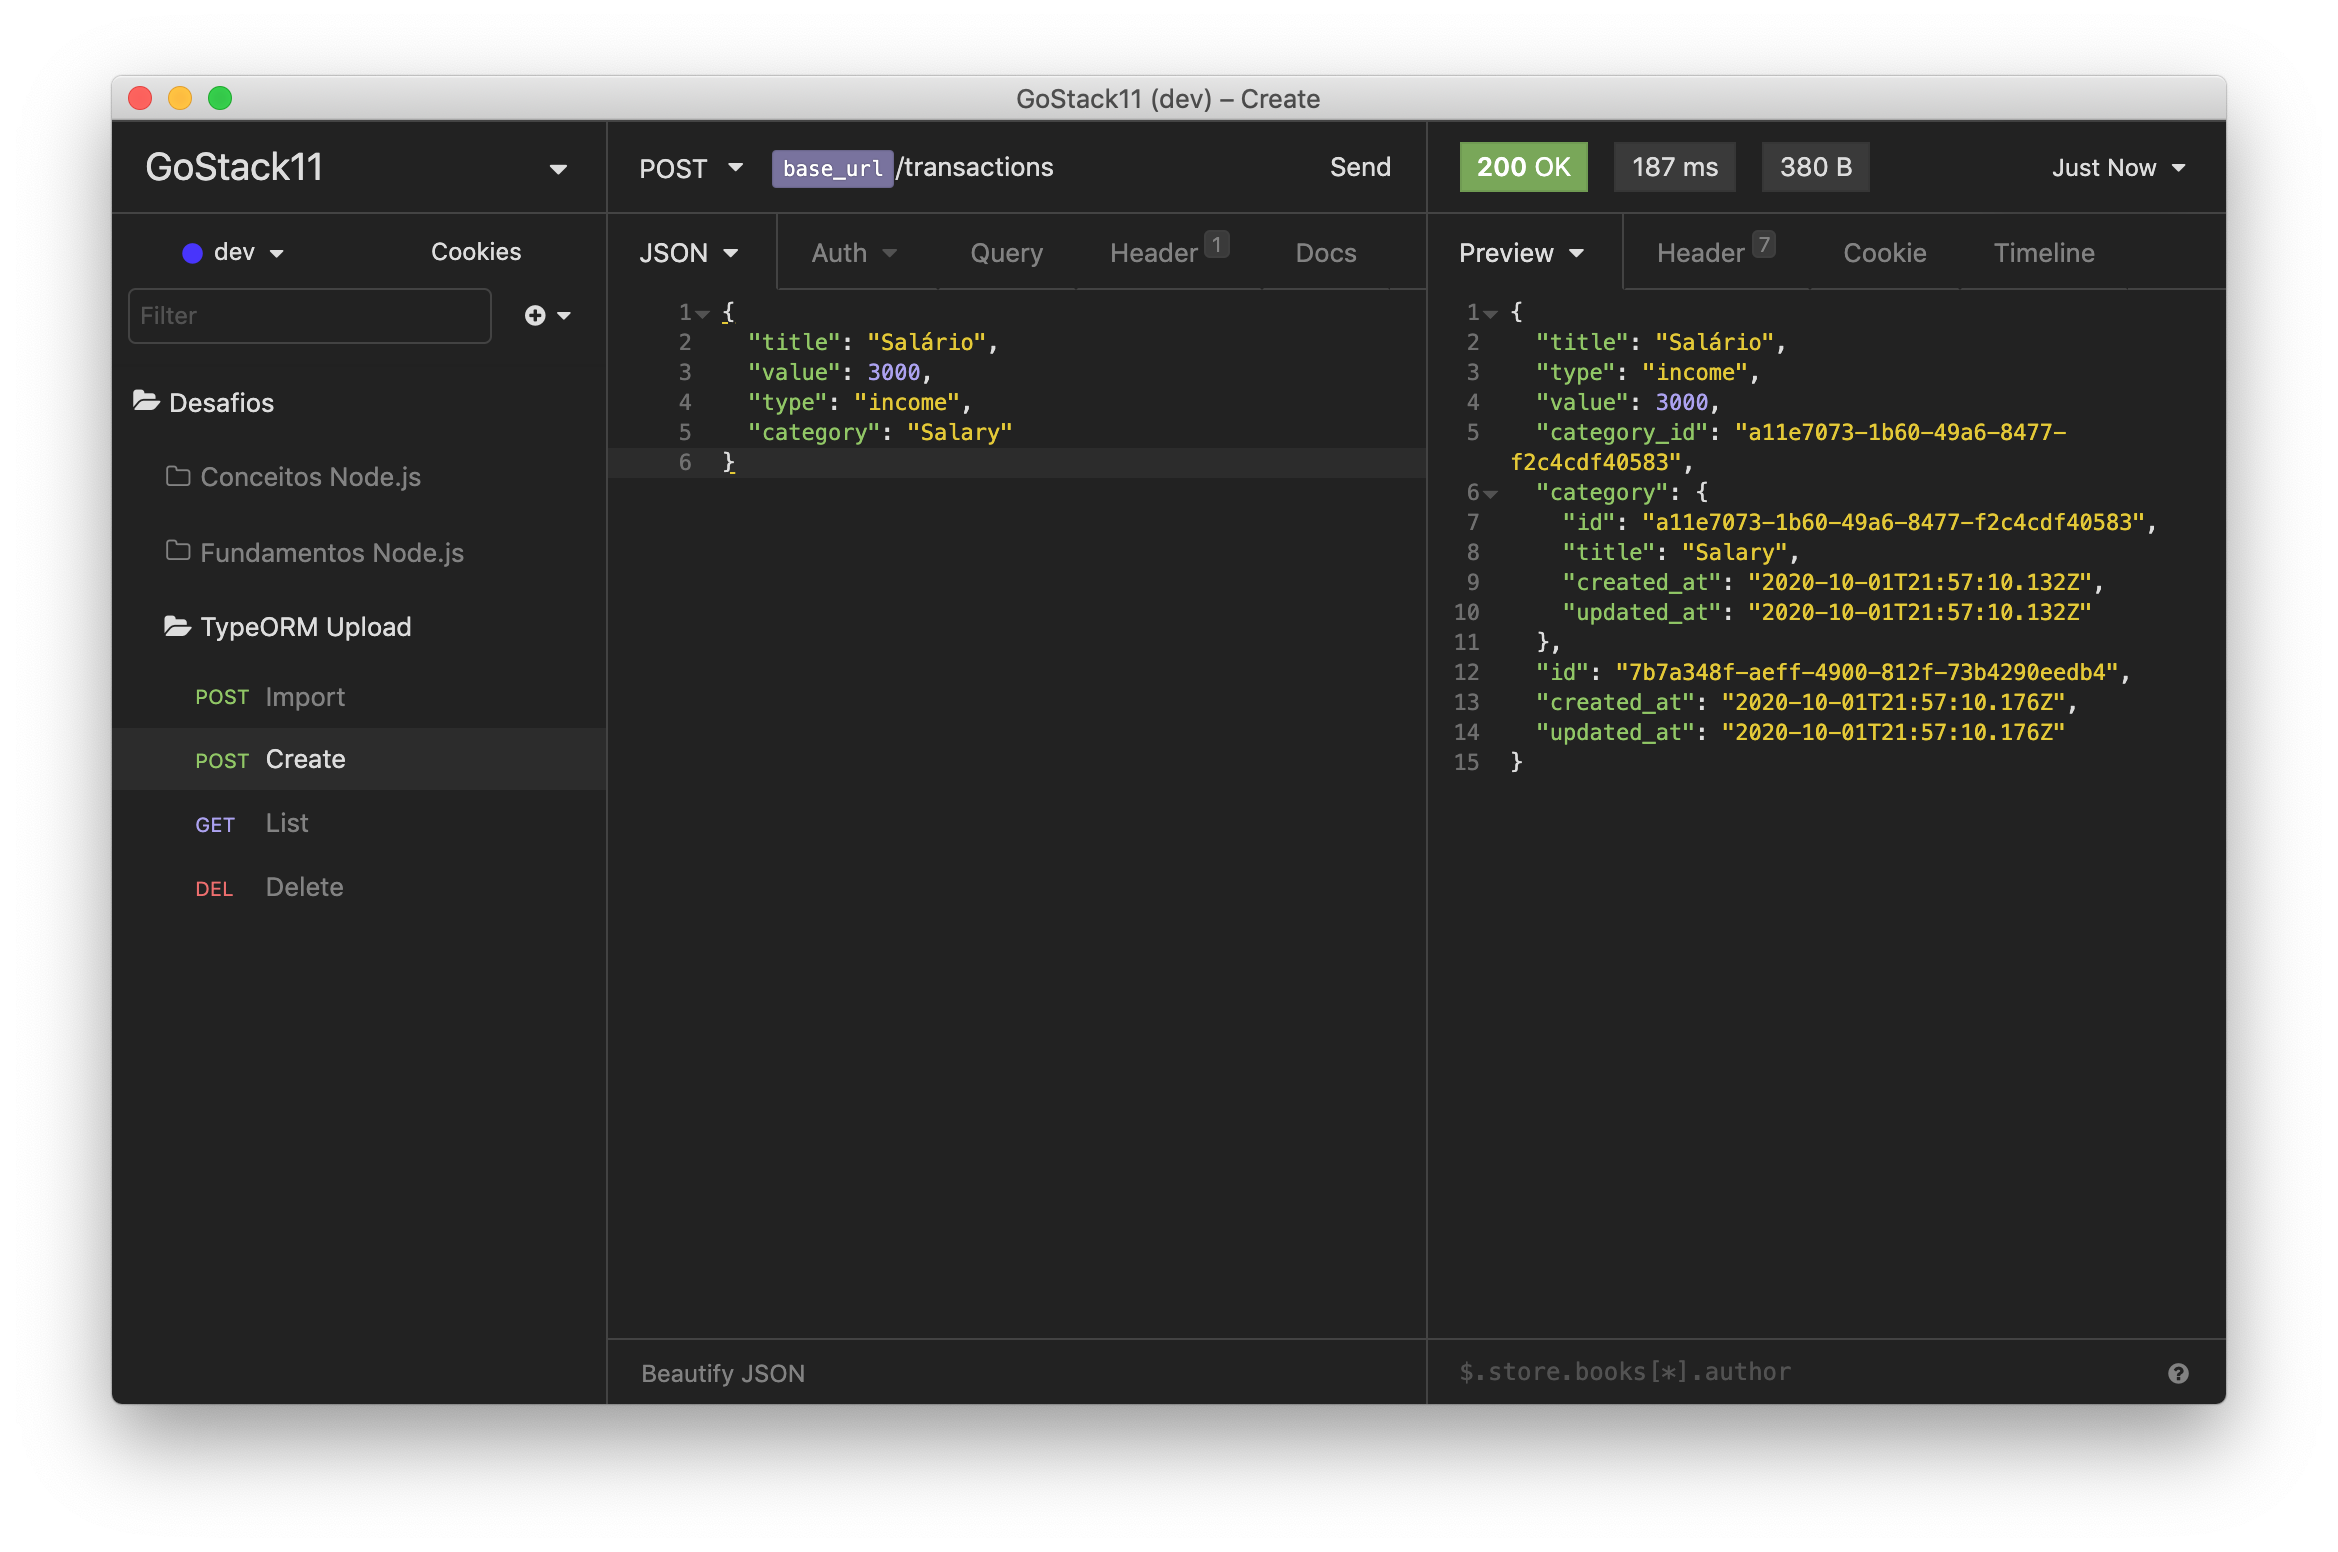 GoStack11 (dev) – Create
GoStack11
dev
Cookies
Filter
Desafios
Conceitos Node.js
Fundamentos Node.js
TypeORM Upload
POST Import
POST Create
GET List
DEL Delete
POST base_url/transactions Send
JSON Auth Query Header 1 Docs
1 {
2 "title": "Salário",
3 "value": 3000,
4 "type": "income",
5 "category": "Salary"
6 }
Beautify JSON
200 OK 187 ms 380 B Just Now
Preview Header 7 Cookie Timeline
1 {
2 "title": "Salário",
3 "type": "income",
4 "value": 3000,
5 "category_id": "a11e7073-1b60-49a6-8477-
f2c4cdf40583",
6 "category": {
7 "id": "a11e7073-1b60-49a6-8477-f2c4cdf40583",
8 "title": "Salary",
9 "created_at": "2020-10-01T21:57:10.132Z",
10 "updated_at": "2020-10-01T21:57:10.132Z"
11 },
12 "id": "7b7a348f-aeff-4900-812f-73b4290eedb4",
13 "created_at": "2020-10-01T21:57:10.176Z",
14 "updated_at": "2020-10-01T21:57:10.176Z"
15 }
$.store.books[*].author